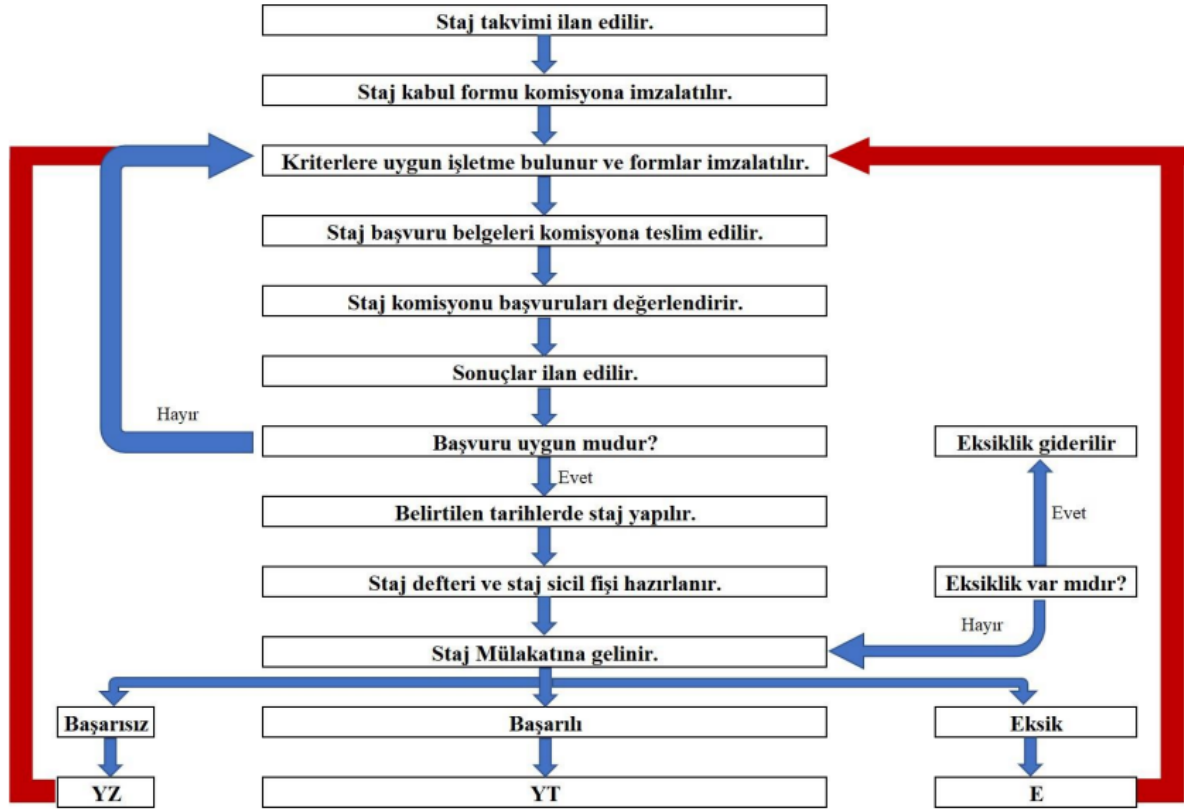 Staj takvimi ilan edilir.
Staj kabul formu komisyona imzalatılır.
Kriterlere uygun işletme bulunur ve formlar imzalatılır.
Staj başvuru belgeleri komisyona teslim edilir.
Staj komisyonu başvuruları değerlendirir.
Sonuçlar ilan edilir.
Hayır
Başvuru uygun mudur?
Eksiklik giderilir
Evet
Belirtilen tarihlerde staj yapılır.
Evet
Staj defteri ve staj sicil fişi hazırlanır.
Eksiklik var mıdır?
Hayır
Staj Mülakatına gelinir.
Başarısız
Başarılı
Eksik
YZ
YT
E